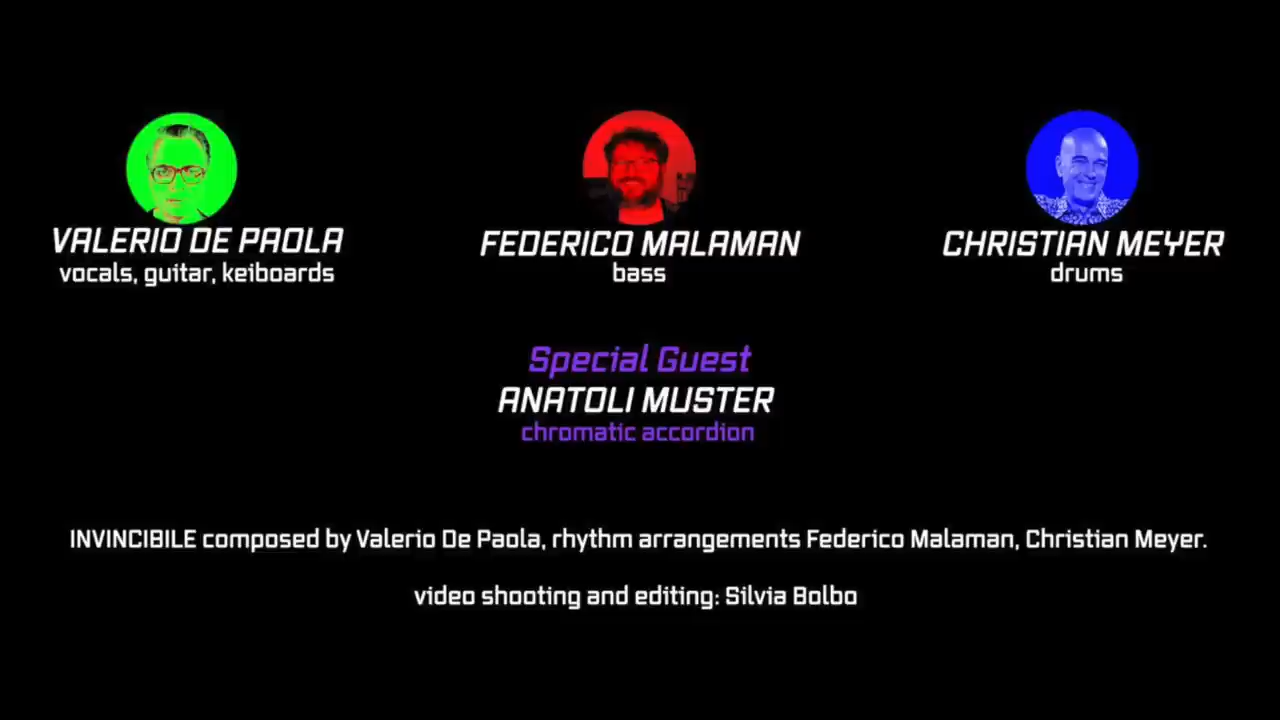 VALERIO DE PAOLA
vocals, guitar, keiboards
FEDERICO MALAMAN
bass
CHRISTIAN MEYER
drums
Special Guest
ANATOLI MUSTER
chromatic accordion
INVINCIBILE composed by Valerio De Paola, rhythm arrangements Federico Malaman, Christian Meyer.
video shooting and editing: Silvia Bolbo